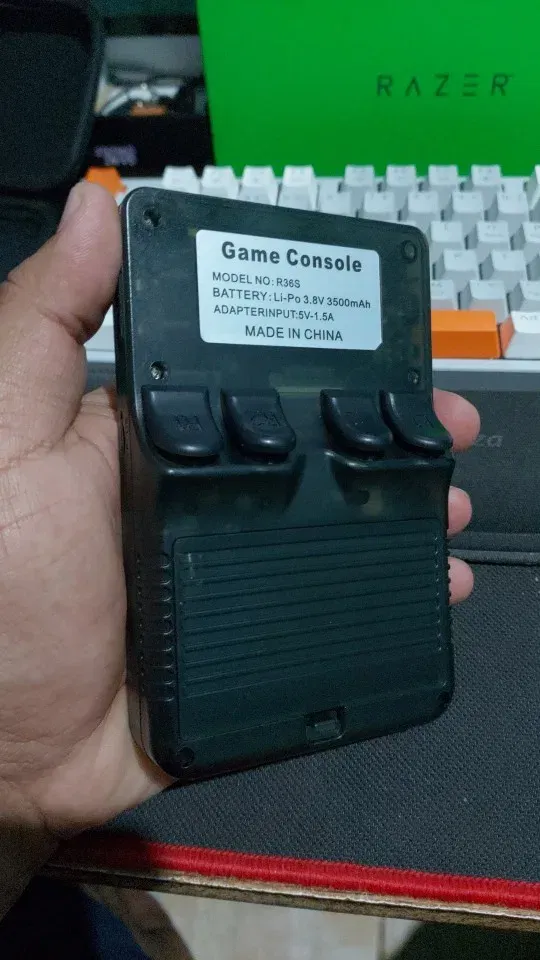 RAZER
Game Console
MODEL NO: R36S
BATTERY: Li-Po 3.8V 3500mAh
ADAPTERINPUT:5V-1.5A
MADE IN CHINA